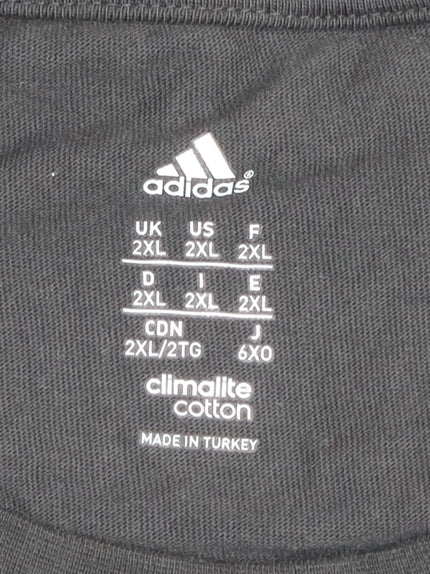 adidas®
UK US F
2XL 2XL 2XL
D I E
2XL 2XL 2XL
CDN J
2XL/2TG 6XO
climalite
cotton
MADE IN TURKEY